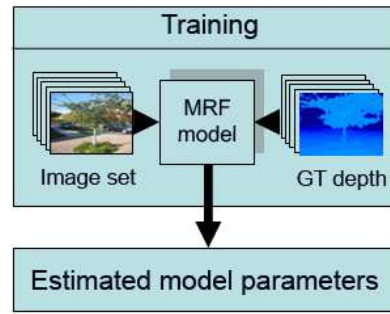 Training
MRF
model
Image set
GT depth
Estimated model parameters